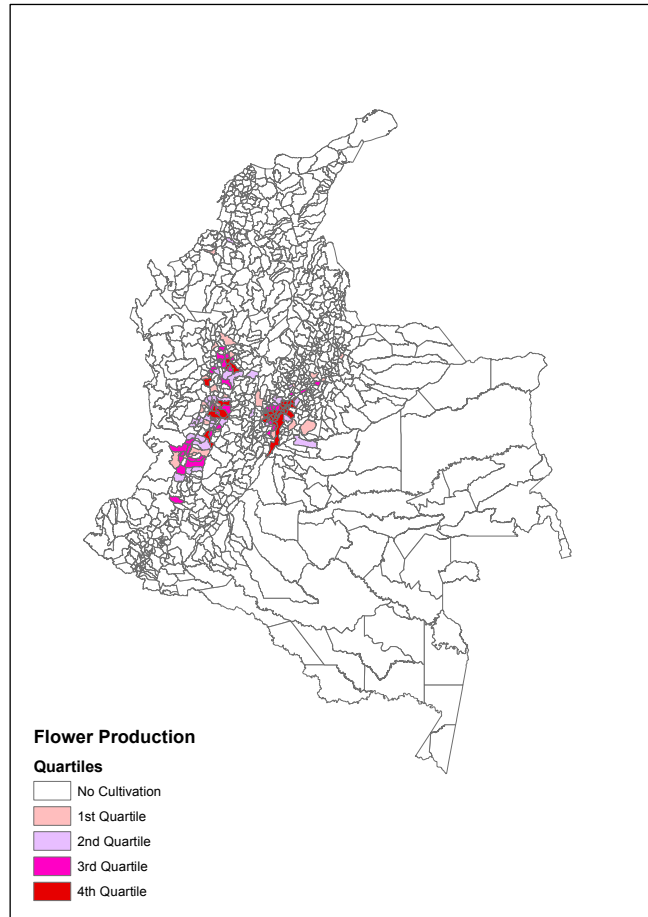 Flower Production
Quartiles
No Cultivation
1st Quartile
2nd Quartile
3rd Quartile
4th Quartile